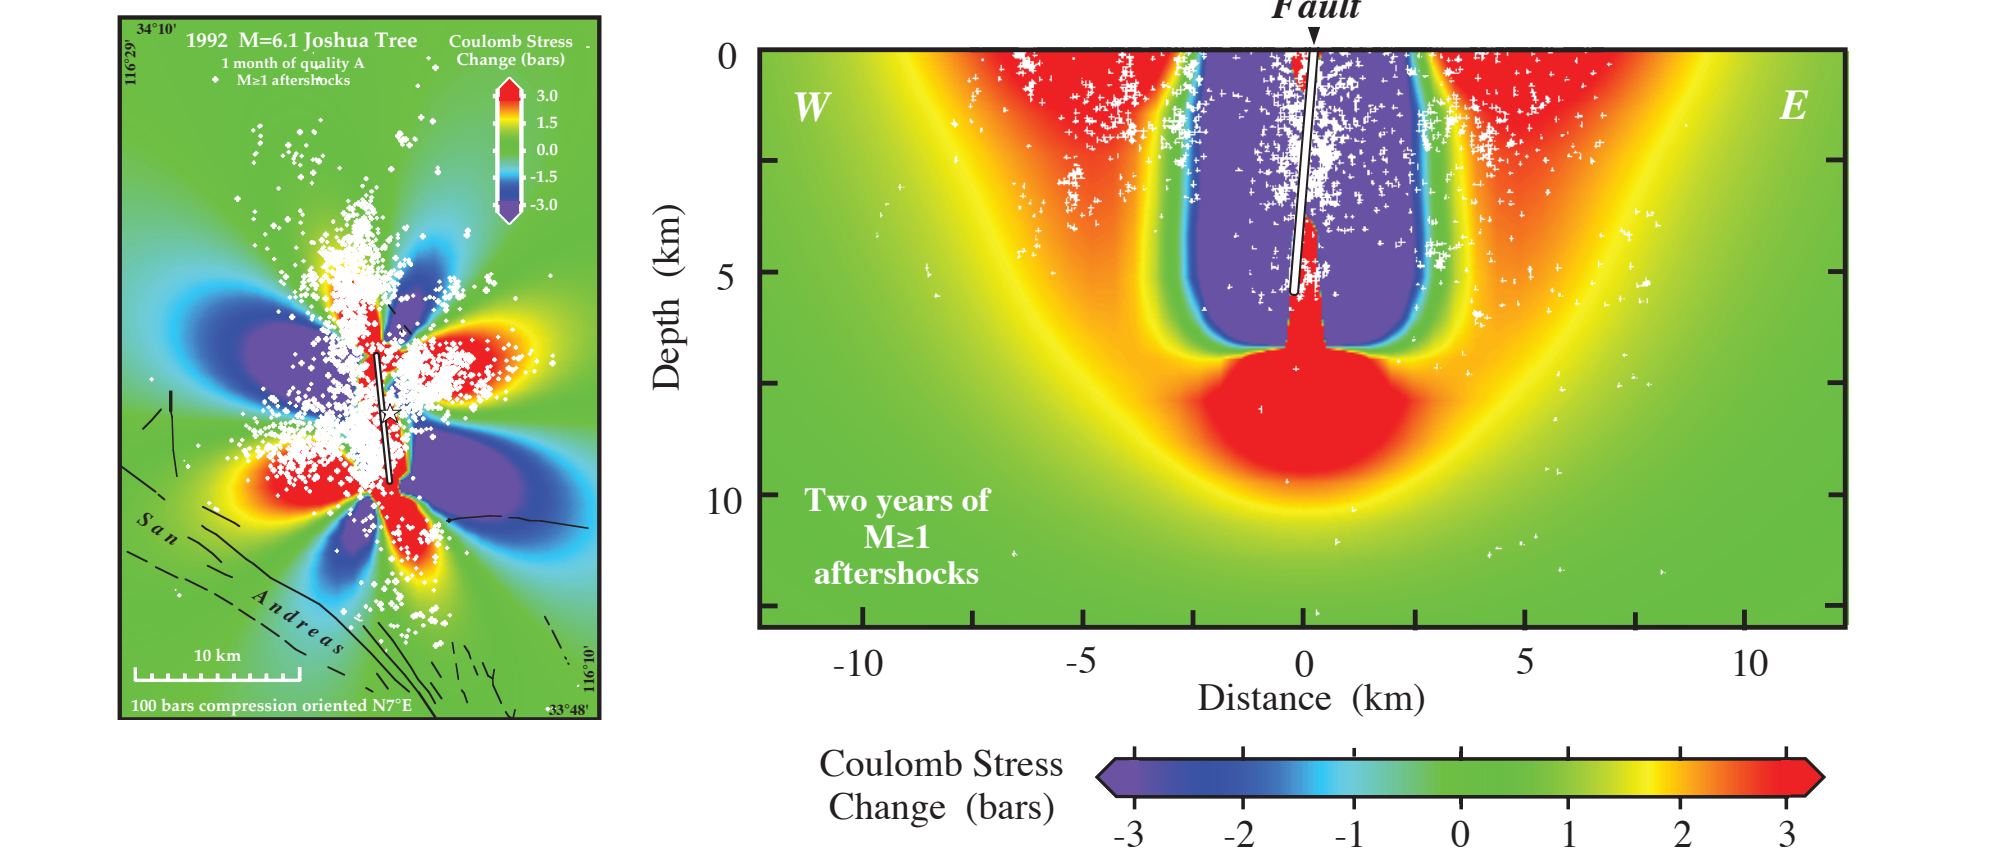 34°10'
116°29'
1992 M=6.1 Joshua Tree
1 month of quality A
M≥1 aftershocks
Coulomb Stress
Change (bars)
3.0
1.5
0.0
-1.5
-3.0
San
Andreas
10 km
100 bars compression oriented N7°E
116°10'
33°48'
Fault
W
E
0
5
10
Depth (km)
Two years of
M≥1
aftershocks
-10
-5
0
5
10
Distance (km)
Coulomb Stress
Change (bars)
-3
-2
-1
0
1
2
3